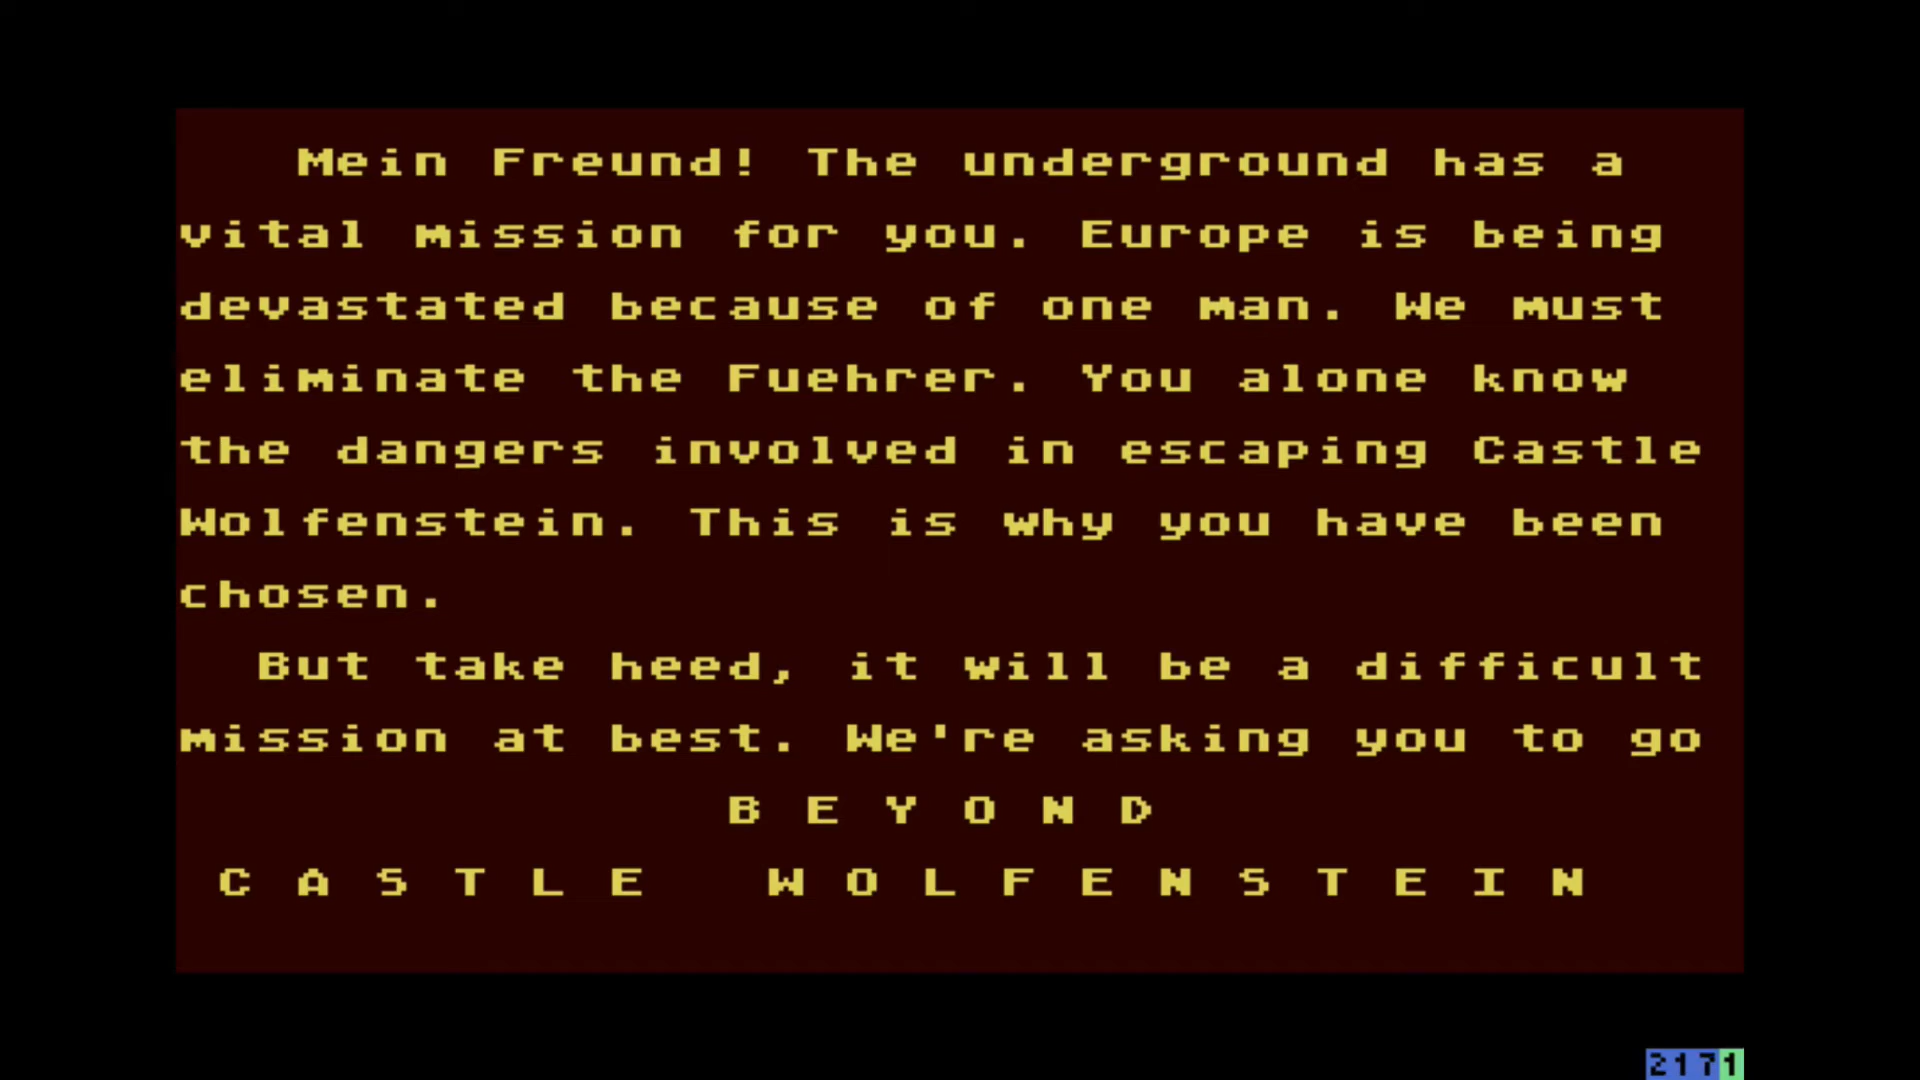 Mein Freund! The underground has a
vital mission for you. Europe is being
devastated because of one man. We must
eliminate the Fuehrer. You alone know
the dangers involved in escaping Castle
Wolfenstein. This is why you have been
chosen.
But take heed, it will be a difficult
mission at best. We're asking you to go
B E Y O N D
C A S T L E   W O L F E N S T E I N
2171